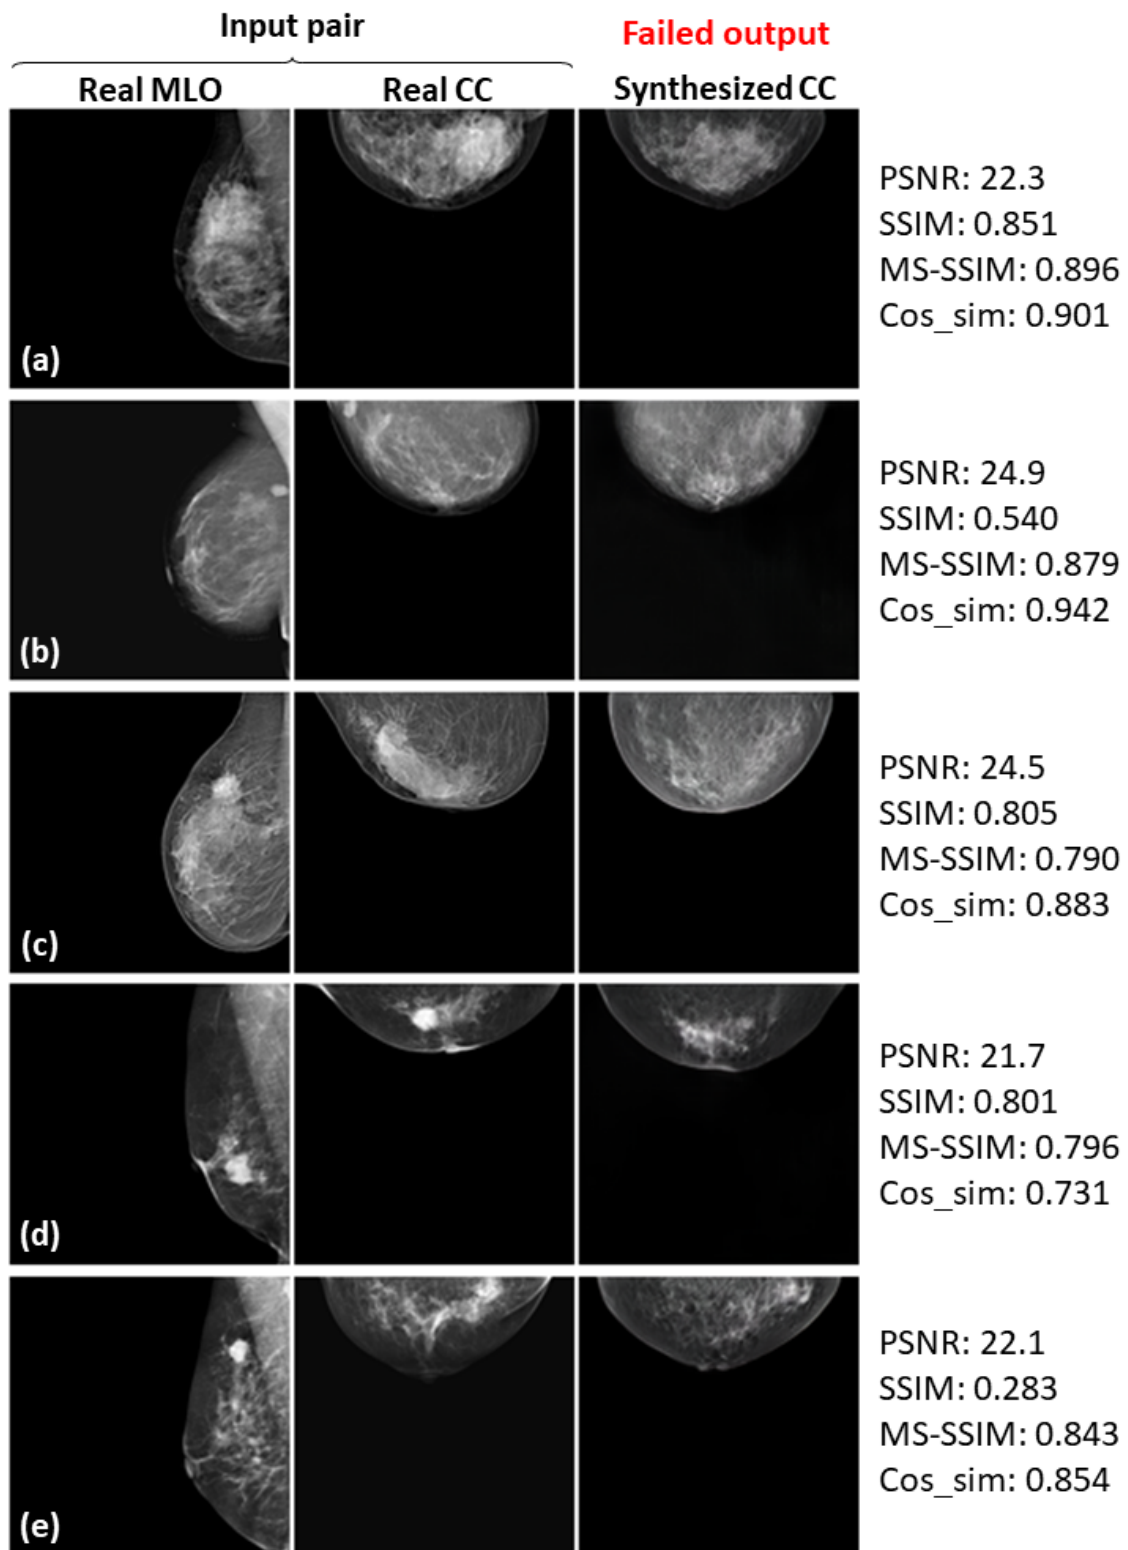 Input pair
Failed output
Real MLO
Real CC
Synthesized CC
(a)
PSNR: 22.3
SSIM: 0.851
MS-SSIM: 0.896
Cos_sim: 0.901
(b)
PSNR: 24.9
SSIM: 0.540
MS-SSIM: 0.879
Cos_sim: 0.942
(c)
PSNR: 24.5
SSIM: 0.805
MS-SSIM: 0.790
Cos_sim: 0.883
(d)
PSNR: 21.7
SSIM: 0.801
MS-SSIM: 0.796
Cos_sim: 0.731
(e)
PSNR: 22.1
SSIM: 0.283
MS-SSIM: 0.843
Cos_sim: 0.854